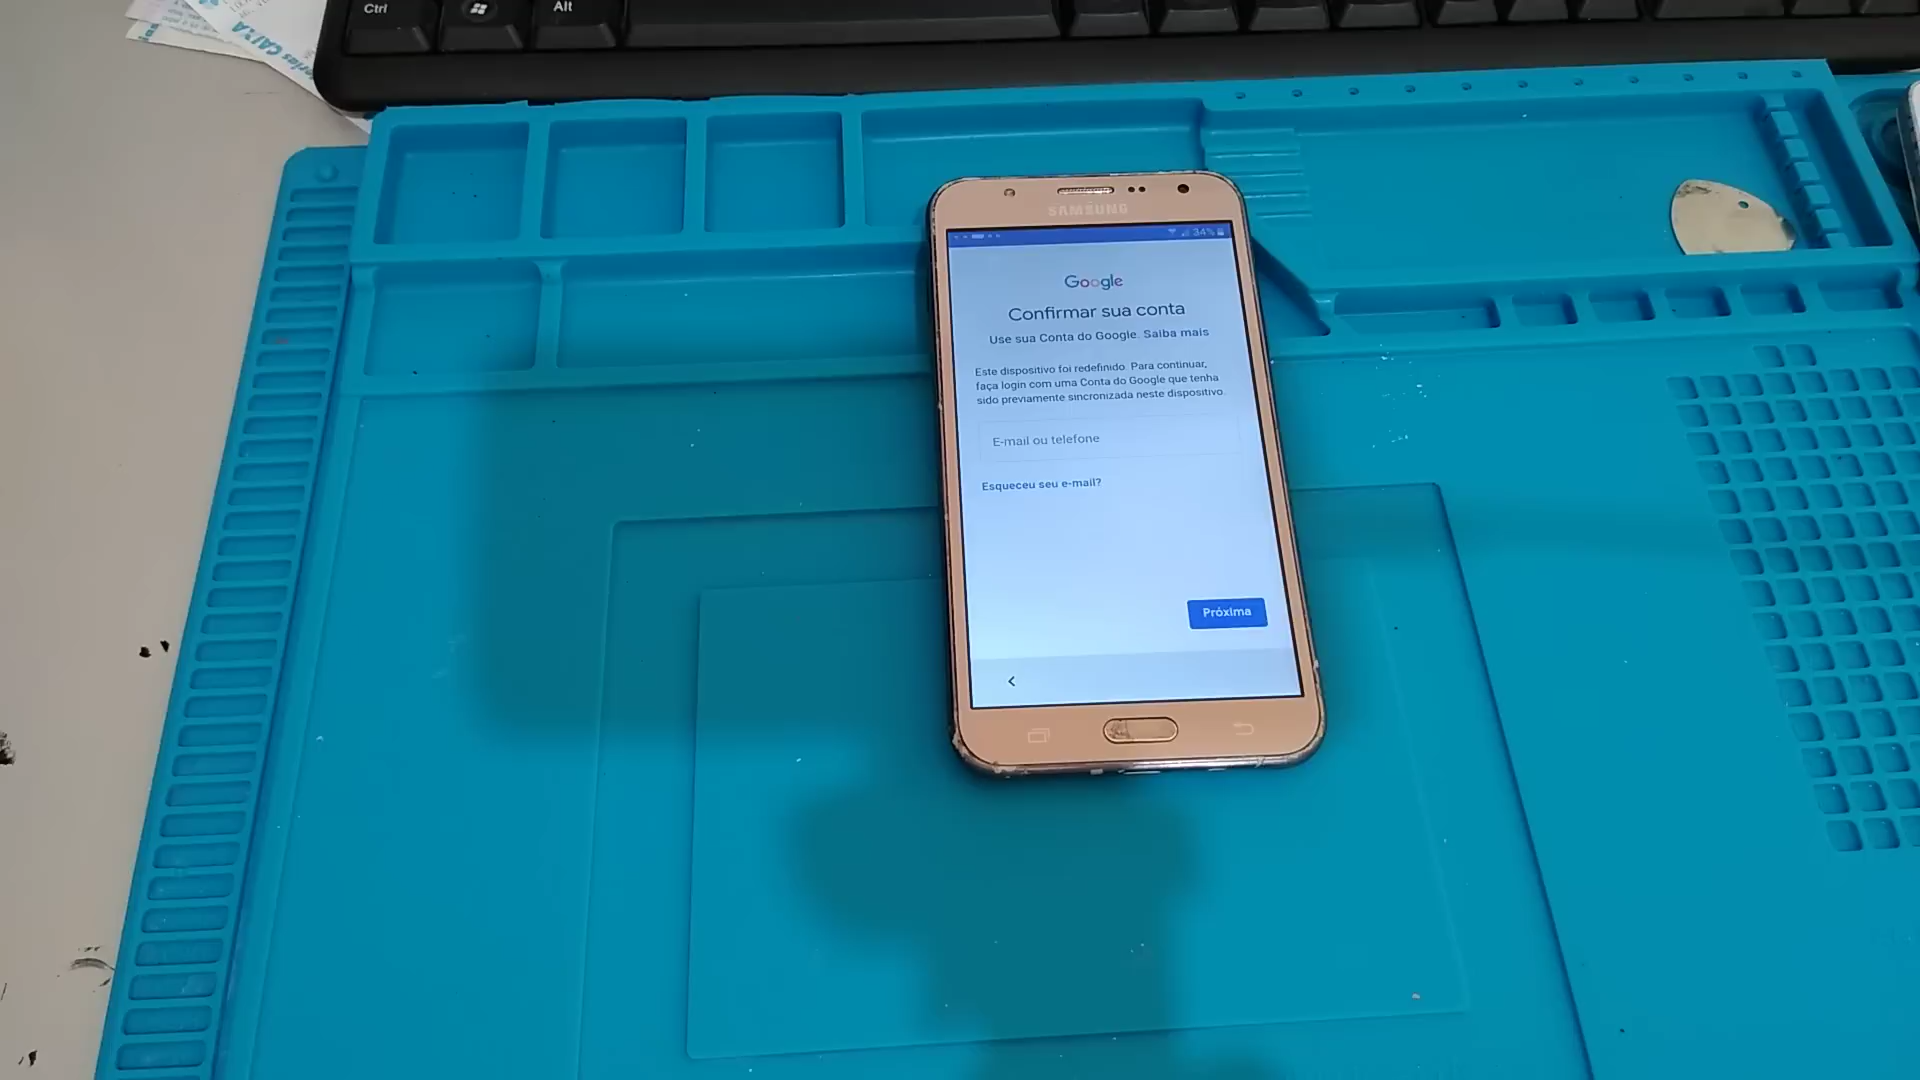 Ctrl
Alt
CAIXA
SAMSUNG
34%
Google
Confirmar sua conta
Use sua Conta do Google. Saiba mais
Este dispositivo foi redefinido. Para continuar,
faça login com uma Conta do Google que tenha
sido previamente sincronizada neste dispositivo.
E-mail ou telefone
Esqueceu seu e-mail?
Próxima